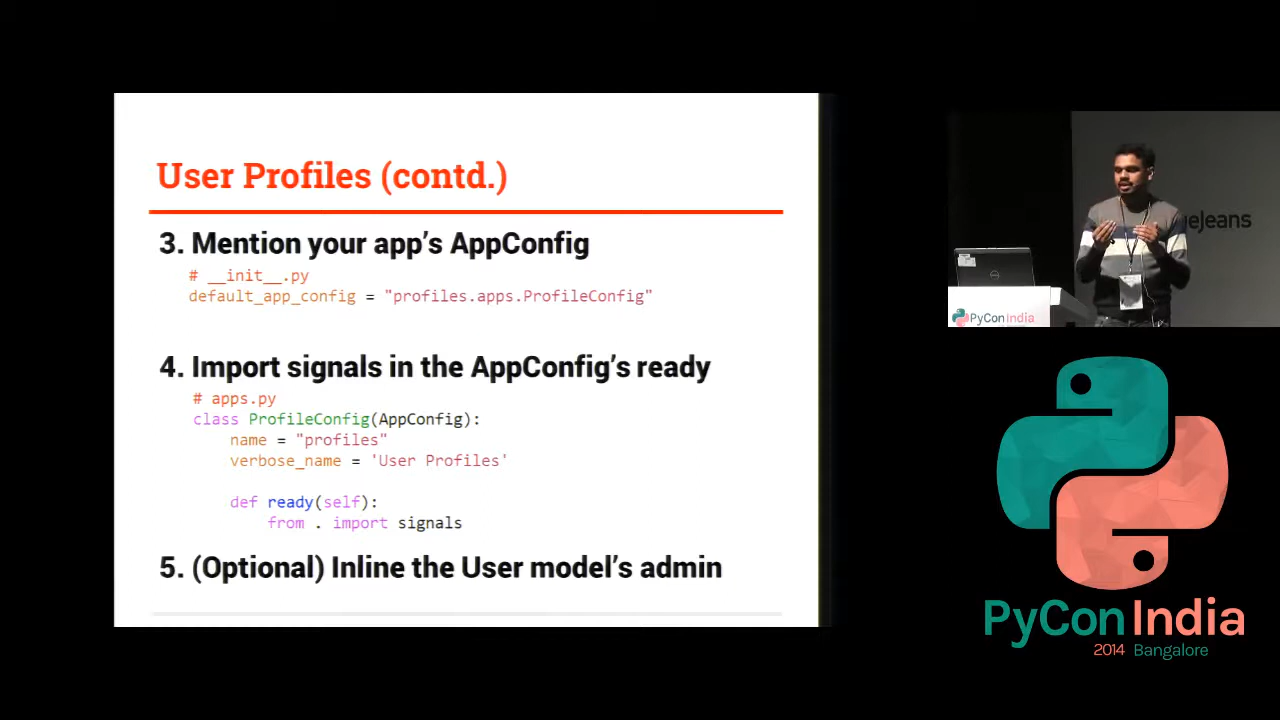 User Profiles (contd.)
3. Mention your app's AppConfig
# __init__.py
default_app_config = "profiles.apps.ProfileConfig"
4. Import signals in the AppConfig's ready
# apps.py
class ProfileConfig(AppConfig):
    name = "profiles"
    verbose_name = 'User Profiles'
    def ready(self):
        from . import signals
5. (Optional) Inline the User model's admin
eJeans
PyCon India
PyCon India
2014 Bangalore